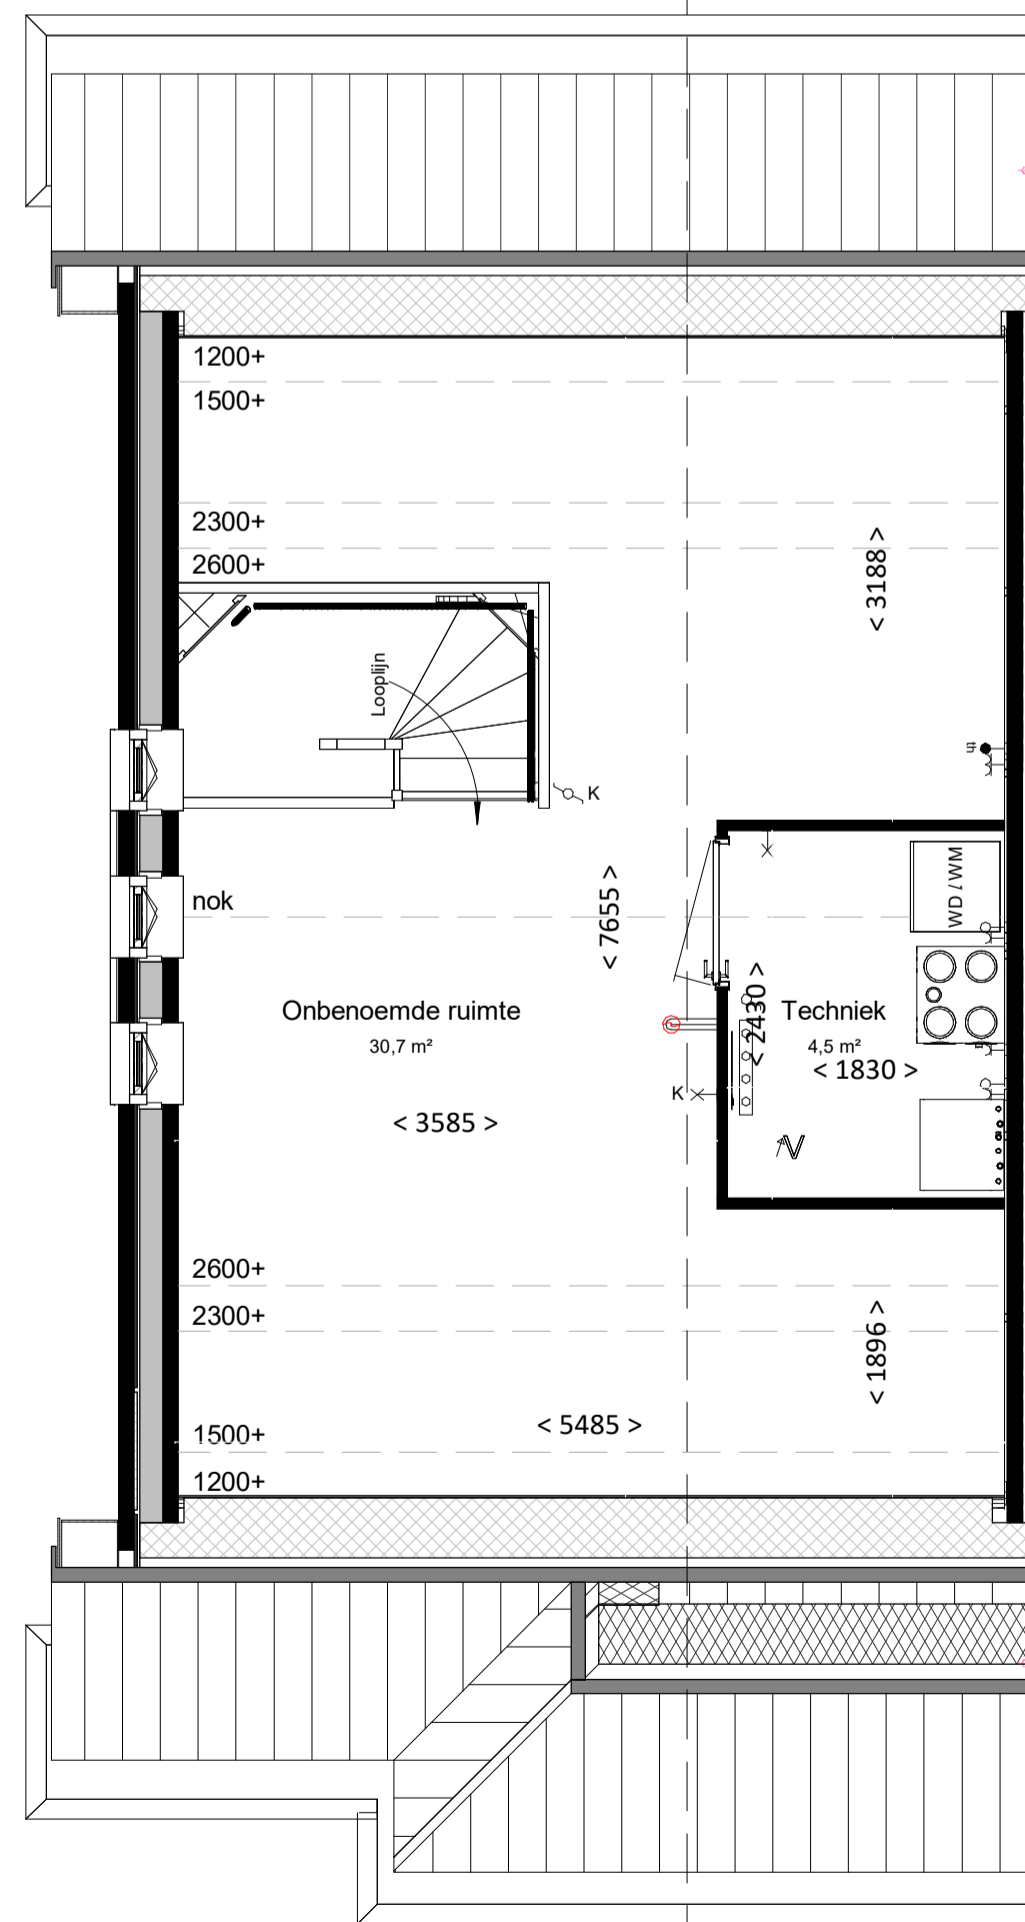 1200+
1500+
2300+
2600+
< 3188 >
Looplijn
th
K
WD / WM
nok
< 7655 >
< 2430 >
Onbenoemde ruimte
30,7 m²
Techniek
4,5 m²
< 1830 >
K
< 3585 >
V
2600+
2300+
< 1896 >
< 5485 >
1500+
1200+